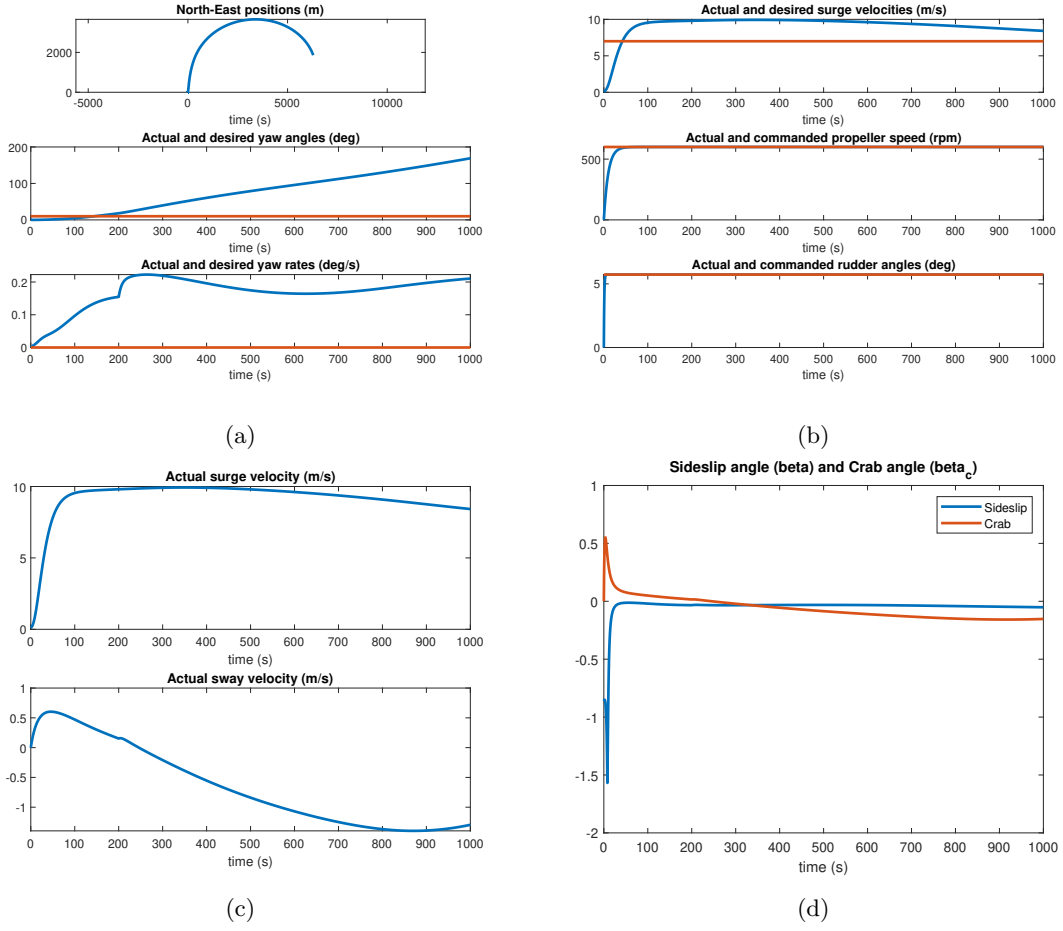 North-East positions (m)
2000
0
-5000 0 5000 10000
time (s)
Actual and desired yaw angles (deg)
200
100
0
0 100 200 300 400 500 600 700 800 900 1000
time (s)
Actual and desired yaw rates (deg/s)
0.2
0.1
0
0 100 200 300 400 500 600 700 800 900 1000
time (s)
(a)
Actual and desired surge velocities (m/s)
10
5
0
0 100 200 300 400 500 600 700 800 900 1000
time (s)
Actual and commanded propeller speed (rpm)
500
0
0 100 200 300 400 500 600 700 800 900 1000
time (s)
Actual and commanded rudder angles (deg)
5
0
0 100 200 300 400 500 600 700 800 900 1000
time (s)
(b)
Actual surge velocity (m/s)
10
5
0
0 100 200 300 400 500 600 700 800 900 1000
time (s)
Actual sway velocity (m/s)
1
0.5
0
-0.5
-1
0 100 200 300 400 500 600 700 800 900 1000
time (s)
(c)
Sideslip angle (beta) and Crab angle (beta_c)
1
0.5
0
-0.5
-1
-1.5
-2
Sideslip
Crab
0 100 200 300 400 500 600 700 800 900 1000
time (s)
(d)